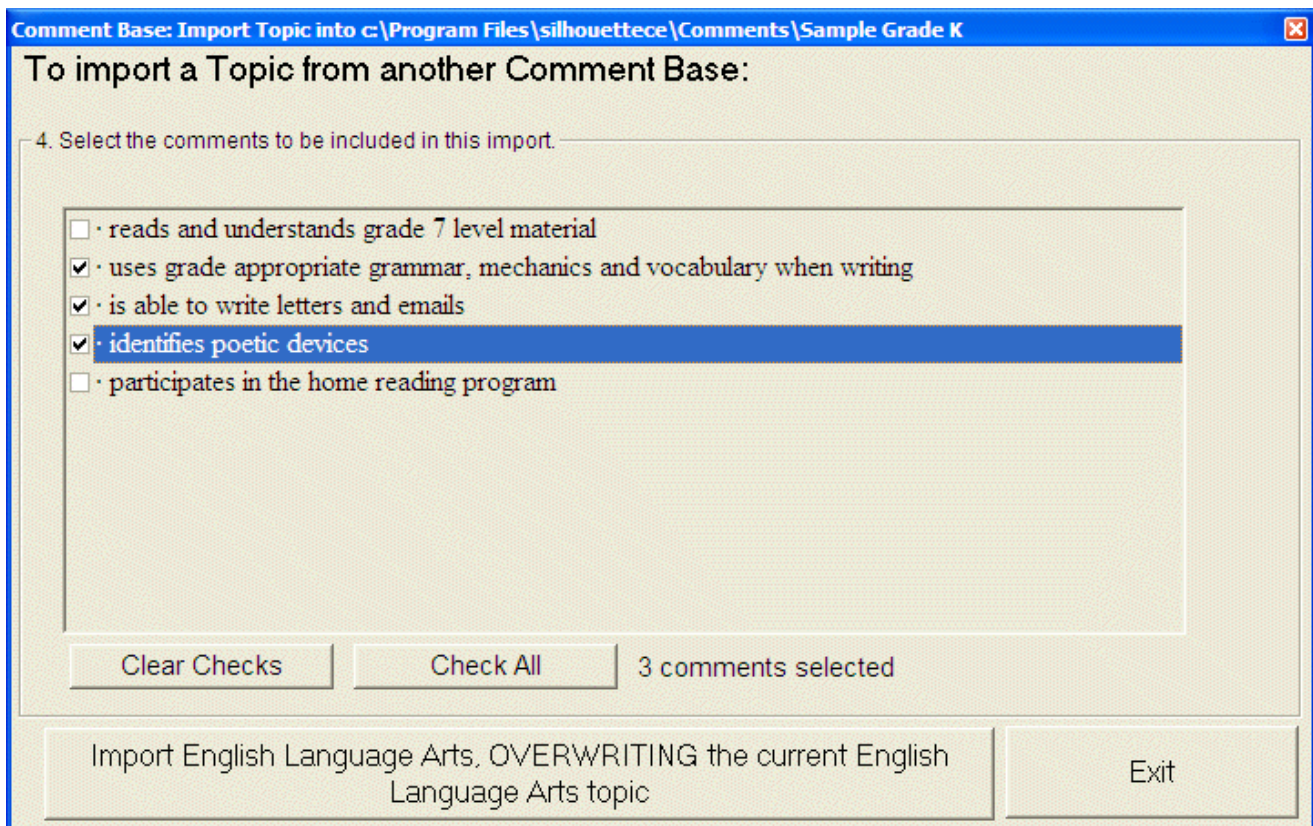 Comment Base: Import Topic into c:\Program Files\silhouettece\Comments\Sample Grade K
To import a Topic from another Comment Base:
4. Select the comments to be included in this import.
· reads and understands grade 7 level material
· uses grade appropriate grammar, mechanics and vocabulary when writing
· is able to write letters and emails
· identifies poetic devices
· participates in the home reading program
Clear Checks Check All 3 comments selected
Import English Language Arts, OVERWRITING the current English
Language Arts topic
Exit